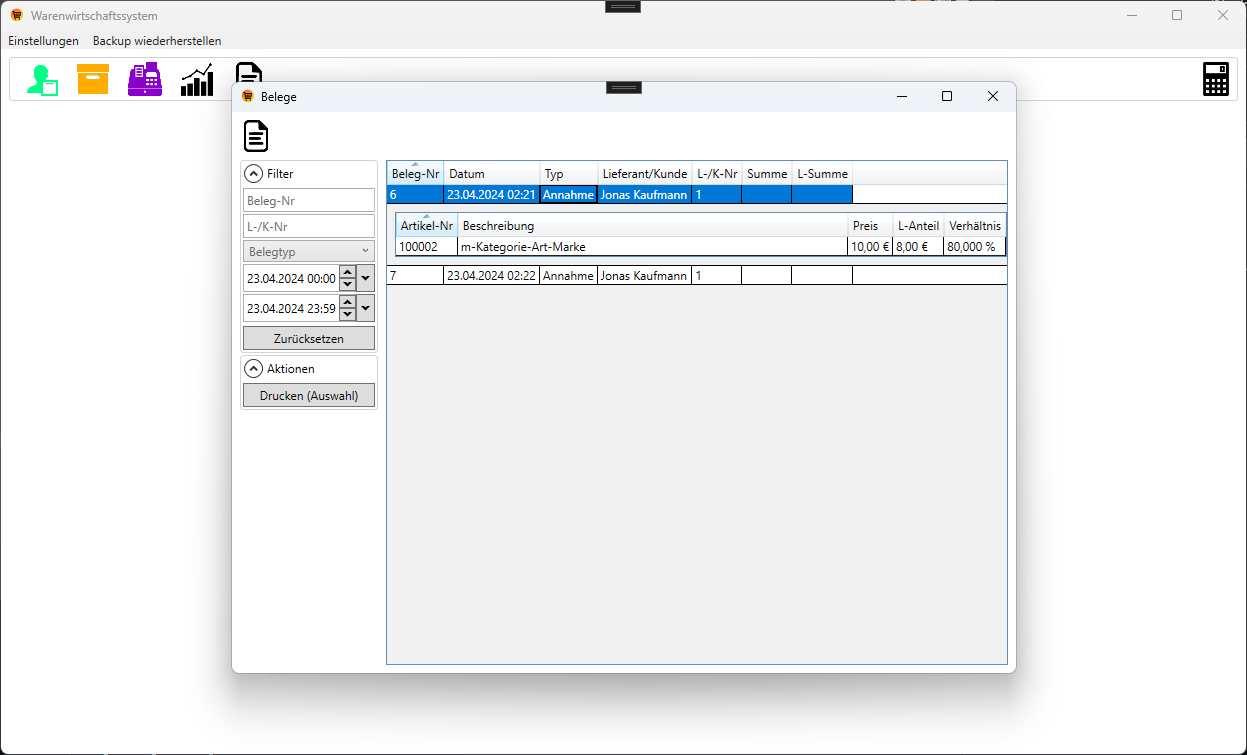 Warenwirtschaftssystem
Einstellungen Backup wiederherstellen
Belege
Filter
Beleg-Nr
L-/K-Nr
Belegtyp
23.04.2024 00:00
23.04.2024 23:59
Zurücksetzen
Aktionen
Drucken (Auswahl)
Beleg-Nr Datum Typ Lieferant/Kunde L-/K-Nr Summe L-Summe
6 23.04.2024 02:21 Annahme Jonas Kaufmann 1
Artikel-Nr Beschreibung Preis L-Anteil Verhältnis
100002 m-Kategorie-Art-Marke 10,00 € 8,00 € 80,000 %
7 23.04.2024 02:22 Annahme Jonas Kaufmann 1